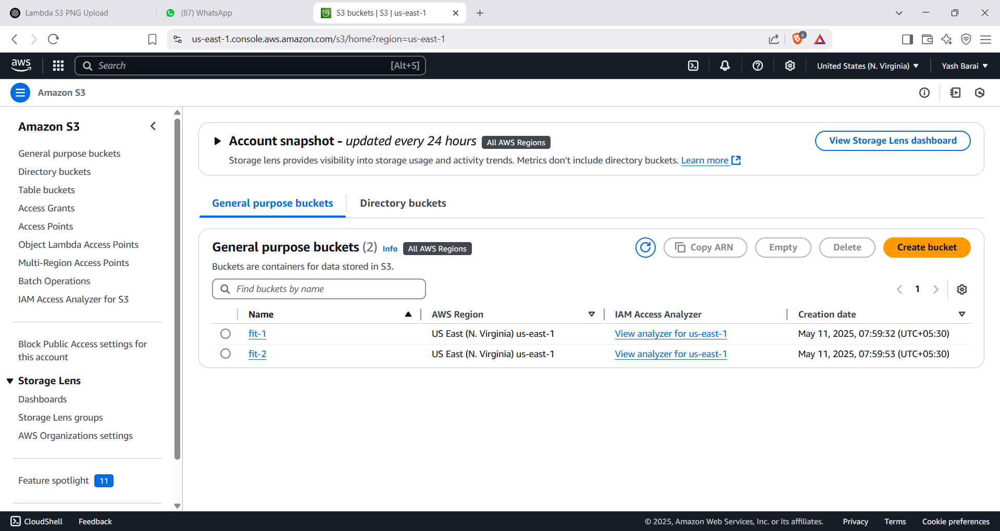 Lambda S3 PNG Upload
(87) WhatsApp
S3 buckets | S3 | us-east-1
us-east-1.console.aws.amazon.com/s3/home?region=us-east-1
6
aws
Search
[Alt+S]
United States (N. Virginia)
Yash Barai
Amazon S3
Amazon S3
General purpose buckets
Directory buckets
Table buckets
Access Grants
Access Points
Object Lambda Access Points
Multi-Region Access Points
Batch Operations
IAM Access Analyzer for S3
Block Public Access settings for
this account
Storage Lens
Dashboards
Storage Lens groups
AWS Organizations settings
Feature spotlight 11
Account snapshot - updated every 24 hours All AWS Regions
View Storage Lens dashboard
Storage lens provides visibility into storage usage and activity trends. Metrics don't include directory buckets. Learn more
General purpose buckets
Directory buckets
General purpose buckets (2) Info All AWS Regions
Copy ARN
Empty
Delete
Create bucket
Buckets are containers for data stored in S3.
Find buckets by name
1
Name AWS Region IAM Access Analyzer Creation date
fit-1 US East (N. Virginia) us-east-1 View analyzer for us-east-1 May 11, 2025, 07:59:32 (UTC+05:30)
fit-2 US East (N. Virginia) us-east-1 View analyzer for us-east-1 May 11, 2025, 07:59:53 (UTC+05:30)
CloudShell Feedback © 2025, Amazon Web Services, Inc. or its affiliates. Privacy Terms Cookie preferences